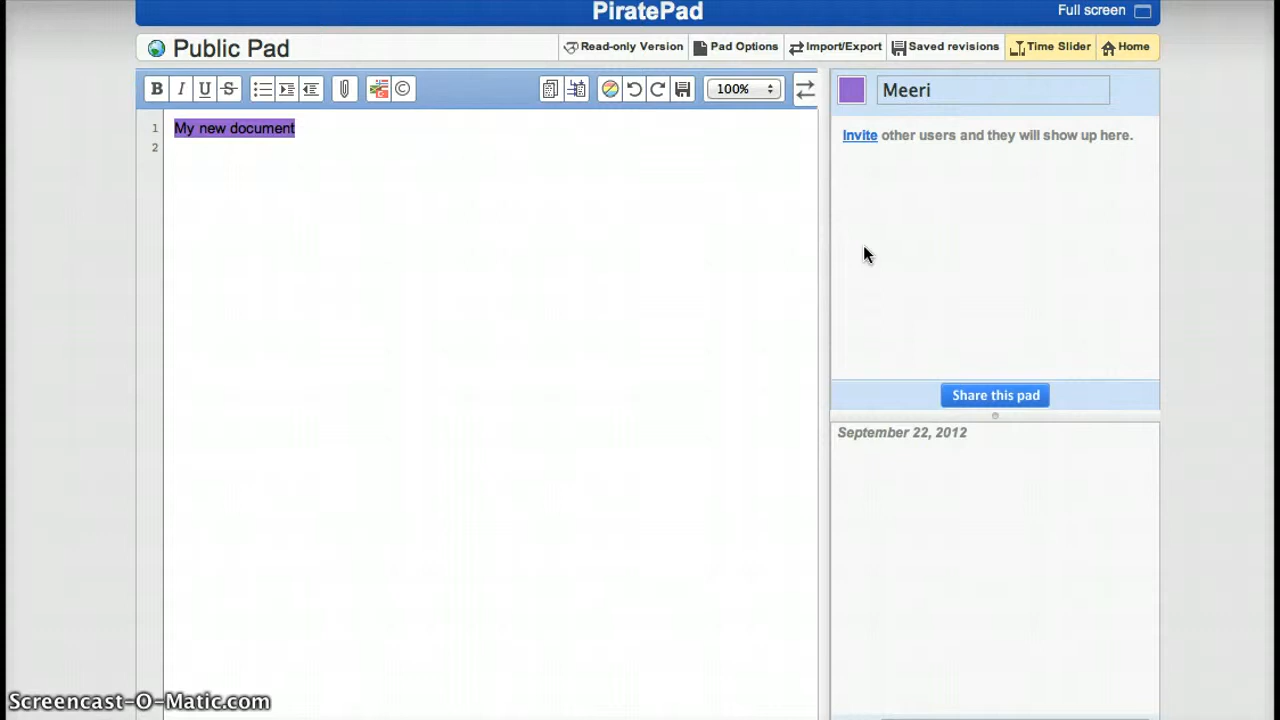 PiratePad
Full screen
Public Pad
Read-only Version
Pad Options
Import/Export
Saved revisions
Time Slider
Home
B I U S
©
100%
Meeri
1 My new document
2
Invite other users and they will show up here.
Share this pad
September 22, 2012
Screencast-O-Matic.com